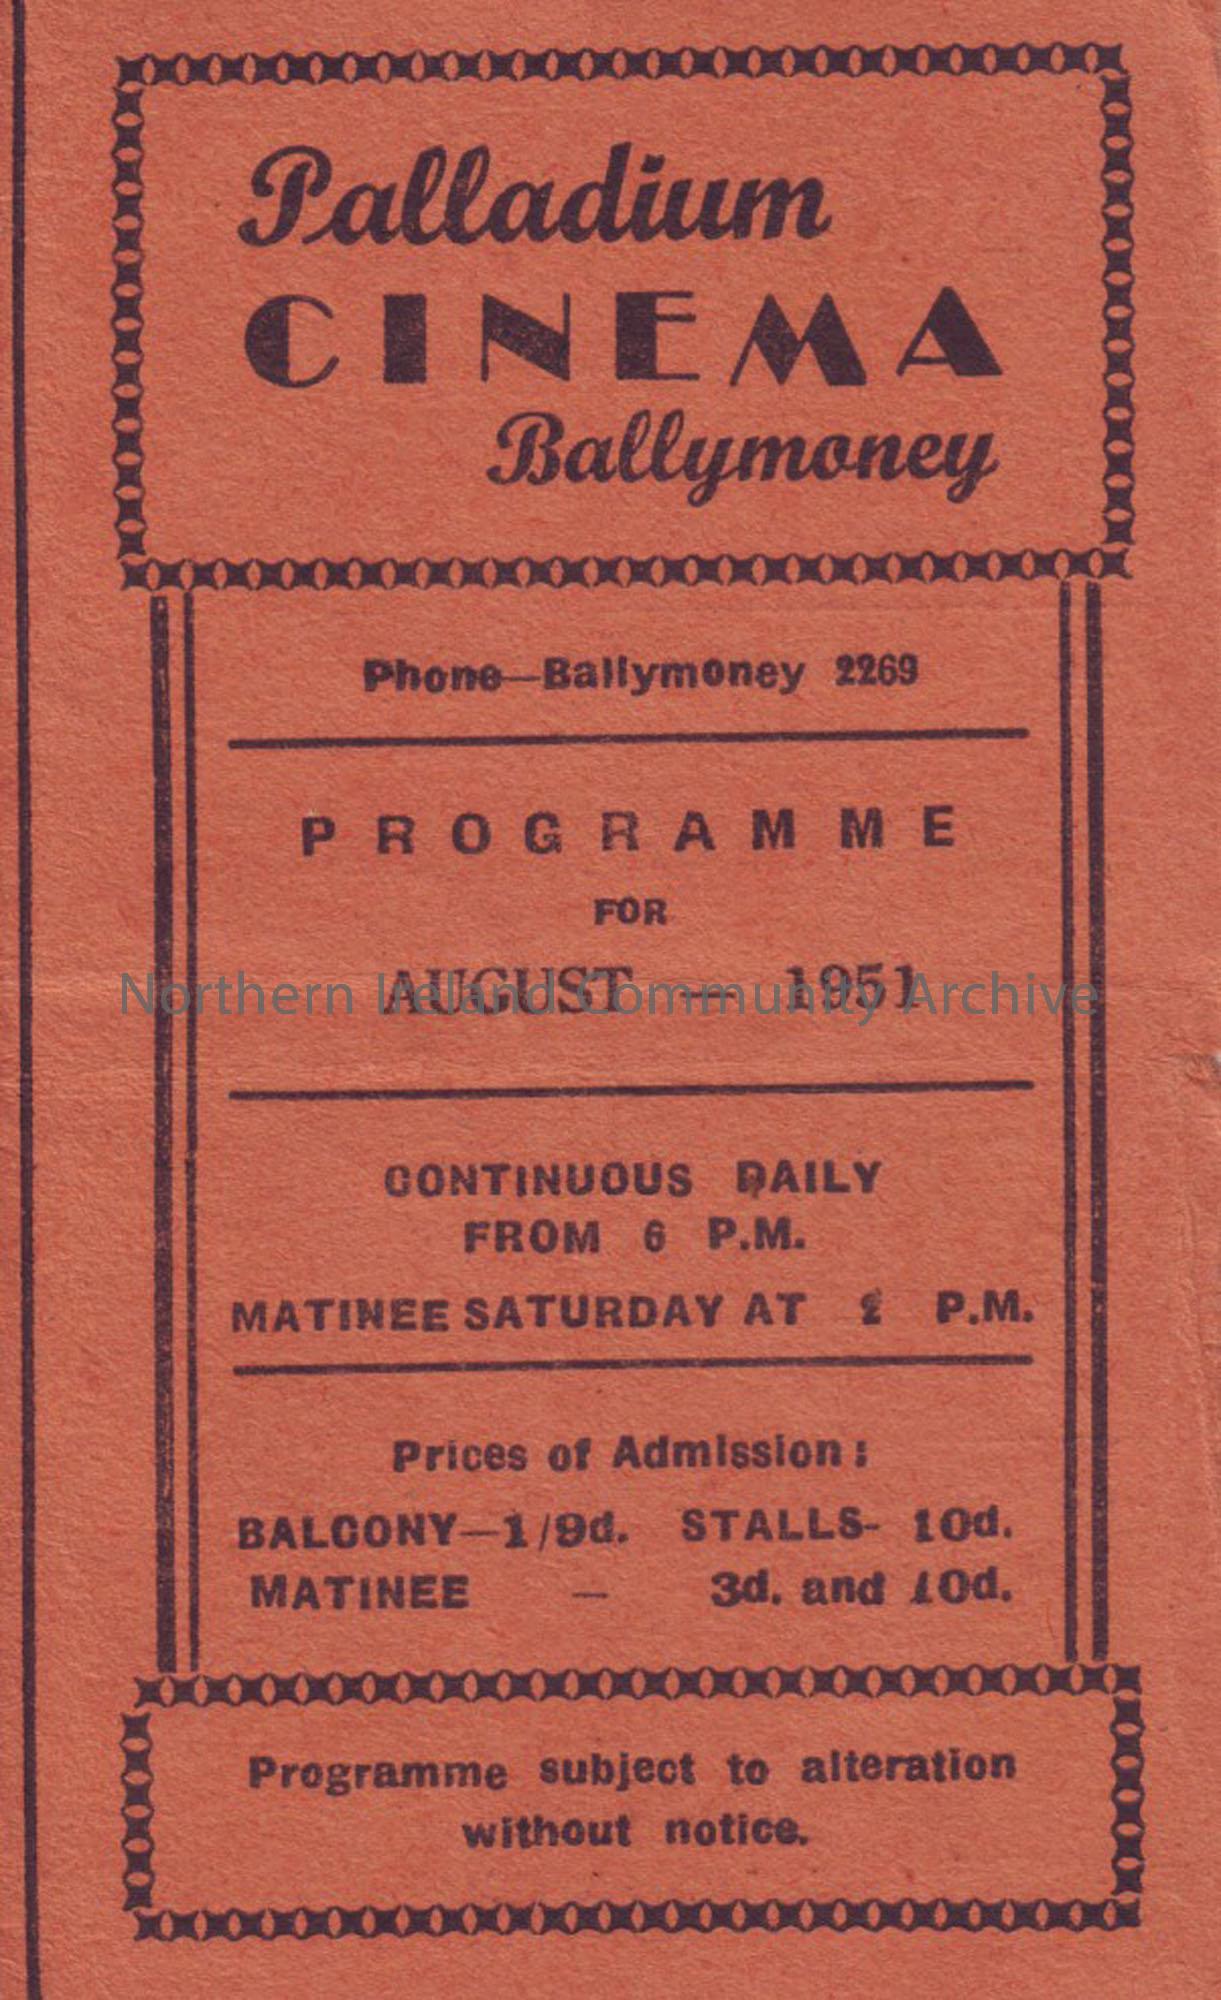 Palladium
CINEMA
Ballymoney
Phone—Ballymoney 2269
PROGRAMME
FOR
AUGUST — 1951
Northern Ireland Community Archive
CONTINUOUS DAILY
FROM 6 P.M.
MATINEE SATURDAY AT 2 P.M.
Prices of Admission:
BALCONY—1/9d. STALLS- 10d.
MATINEE — 3d. and 10d.
Programme subject to alteration
without notice.